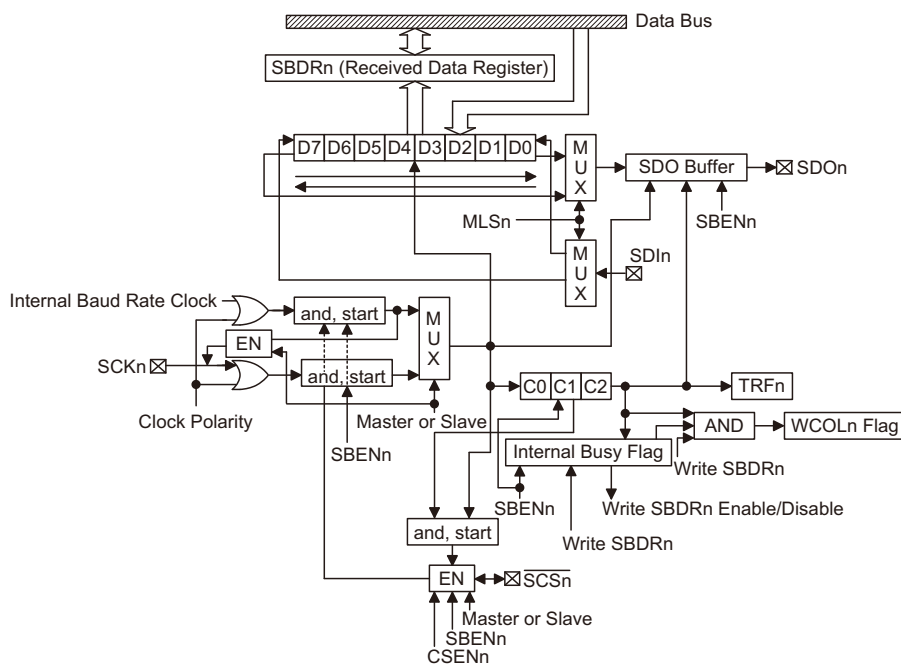 Data Bus
SBDRn (Received Data Register)
D7 D6 D5 D4 D3 D2 D1 D0
MUX
SDO Buffer
SDOn
MLSn
SBENn
MUX
SDIn
Internal Baud Rate Clock
and, start
MUX
EN
SCKn
and, start
C0 C1 C2
TRFn
Clock Polarity
Master or Slave
AND
WCOLn Flag
SBENn
Internal Busy Flag
Write SBDRn
SBENn
Write SBDRn Enable/Disable
and, start
Write SBDRn
EN
SCSn
Master or Slave
SBENn
CSENn